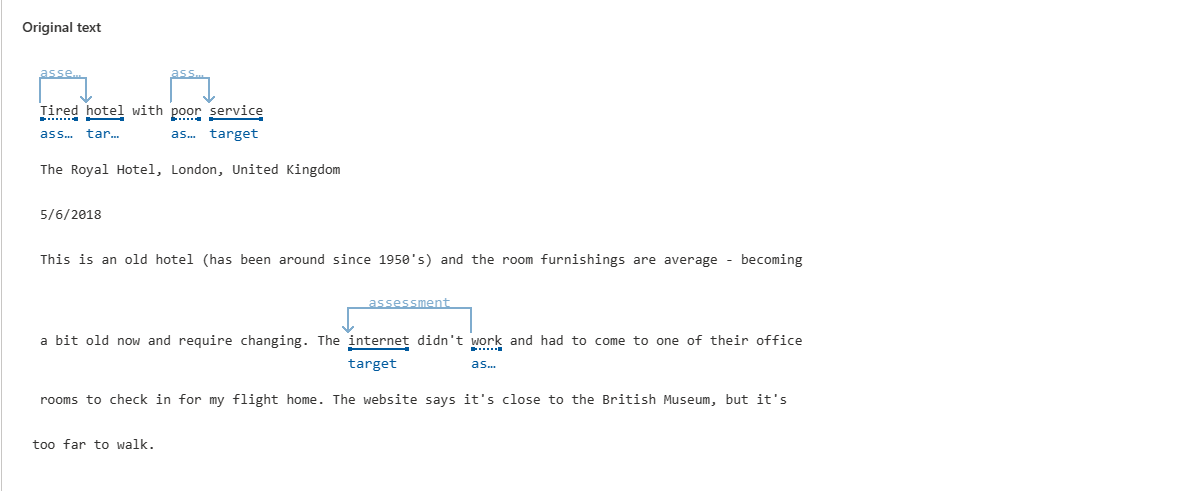 Original text
asse… ass…
Tired hotel with poor service
ass… tar… as… target
The Royal Hotel, London, United Kingdom
5/6/2018
This is an old hotel (has been around since 1950's) and the room furnishings are average - becoming
assessment
a bit old now and require changing. The internet didn't work and had to come to one of their office
target as…
rooms to check in for my flight home. The website says it's close to the British Museum, but it's
too far to walk.